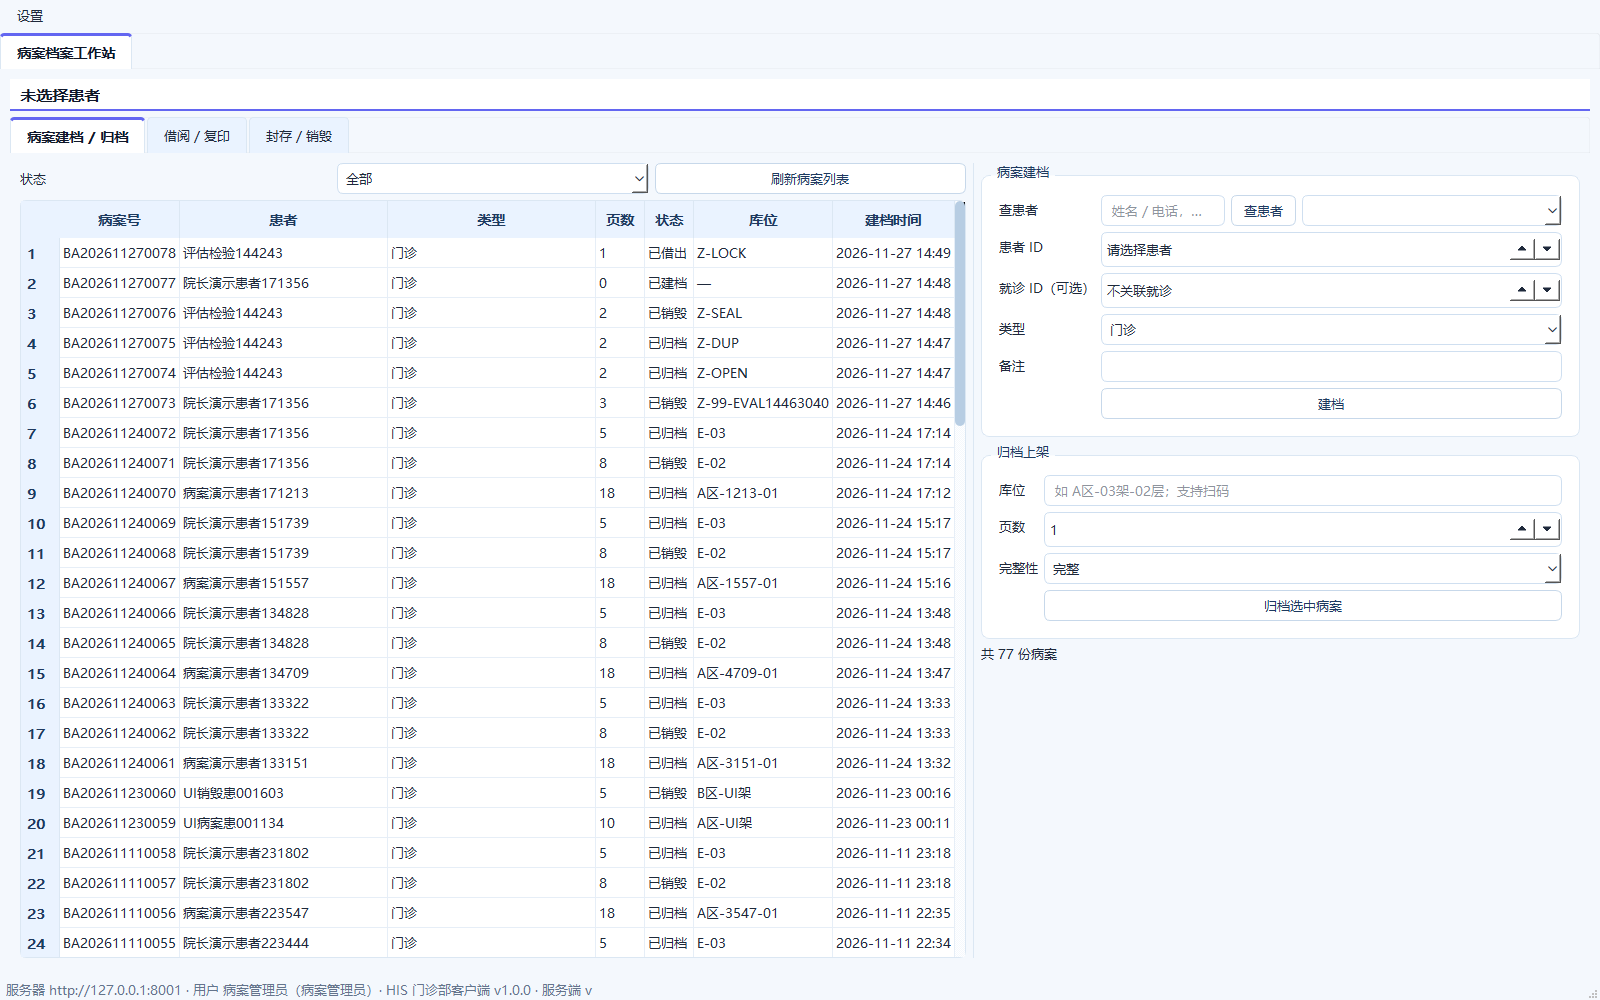 设置
病案档案工作站
未选择患者
病案建档 / 归档 借阅 / 复印 封存 / 销毁
状态 全部 刷新病案列表
病案号 患者 类型 页数 状态 库位 建档时间
1 BA202611270078 评估检验144243 门诊 1 已借出 Z-LOCK 2026-11-27 14:49
2 BA202611270077 院长演示患者171356 门诊 0 已建档 — 2026-11-27 14:48
3 BA202611270076 评估检验144243 门诊 2 已销毁 Z-SEAL 2026-11-27 14:48
4 BA202611270075 评估检验144243 门诊 2 已归档 Z-DUP 2026-11-27 14:47
5 BA202611270074 评估检验144243 门诊 2 已归档 Z-OPEN 2026-11-27 14:47
6 BA202611270073 院长演示患者171356 门诊 3 已销毁 Z-99-EVAL14463040 2026-11-27 14:46
7 BA202611240072 院长演示患者171356 门诊 5 已归档 E-03 2026-11-24 17:14
8 BA202611240071 院长演示患者171356 门诊 8 已销毁 E-02 2026-11-24 17:14
9 BA202611240070 病案演示患者171213 门诊 18 已归档 A区-1213-01 2026-11-24 17:12
10 BA202611240069 院长演示患者151739 门诊 5 已归档 E-03 2026-11-24 15:17
11 BA202611240068 院长演示患者151739 门诊 8 已销毁 E-02 2026-11-24 15:17
12 BA202611240067 病案演示患者151557 门诊 18 已归档 A区-1557-01 2026-11-24 15:16
13 BA202611240066 院长演示患者134828 门诊 5 已归档 E-03 2026-11-24 13:48
14 BA202611240065 院长演示患者134828 门诊 8 已销毁 E-02 2026-11-24 13:48
15 BA202611240064 病案演示患者134709 门诊 18 已归档 A区-4709-01 2026-11-24 13:47
16 BA202611240063 院长演示患者133322 门诊 5 已归档 E-03 2026-11-24 13:33
17 BA202611240062 院长演示患者133322 门诊 8 已销毁 E-02 2026-11-24 13:33
18 BA202611240061 病案演示患者133151 门诊 18 已归档 A区-3151-01 2026-11-24 13:32
19 BA202611230060 UI销毁患001603 门诊 5 已销毁 B区-UI架 2026-11-23 00:16
20 BA202611230059 UI病案患001134 门诊 10 已归档 A区-UI架 2026-11-23 00:11
21 BA202611110058 院长演示患者231802 门诊 5 已归档 E-03 2026-11-11 23:18
22 BA202611110057 院长演示患者231802 门诊 8 已销毁 E-02 2026-11-11 23:18
23 BA202611110056 病案演示患者223547 门诊 18 已归档 A区-3547-01 2026-11-11 22:35
24 BA202611110055 院长演示患者223444 门诊 5 已归档 E-03 2026-11-11 22:34
病案建档
查患者 姓名 / 电话，... 查患者
患者 ID 请选择患者
就诊 ID（可选） 不关联就诊
类型 门诊
备注
建档
归档上架
库位 如 A区-03架-02层；支持扫码
页数 1
完整性 完整
归档选中病案
共 77 份病案
服务器 http://127.0.0.1:8001 · 用户 病案管理员（病案管理员）· HIS 门诊部客户端 v1.0.0 · 服务端 v